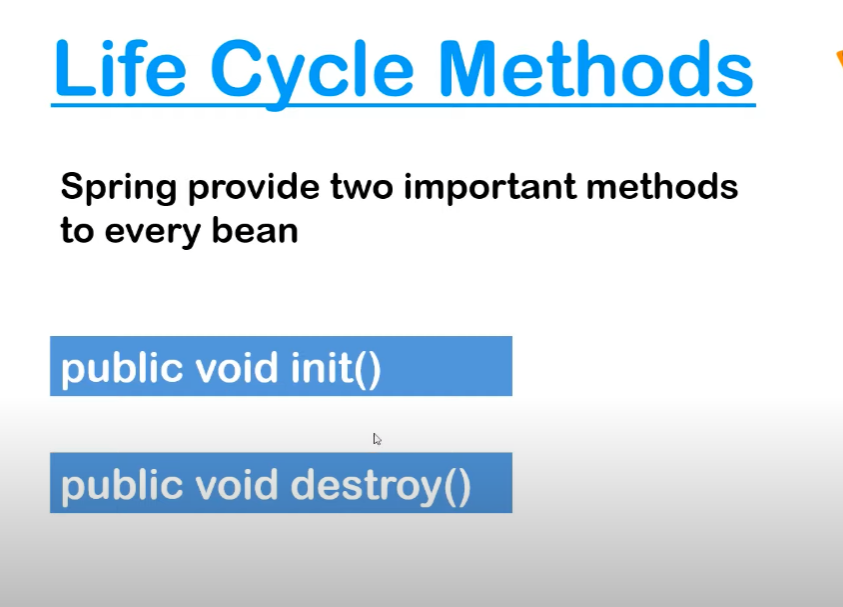 Life Cycle Methods
Spring provide two important methods
to every bean
public void init()
public void destroy()